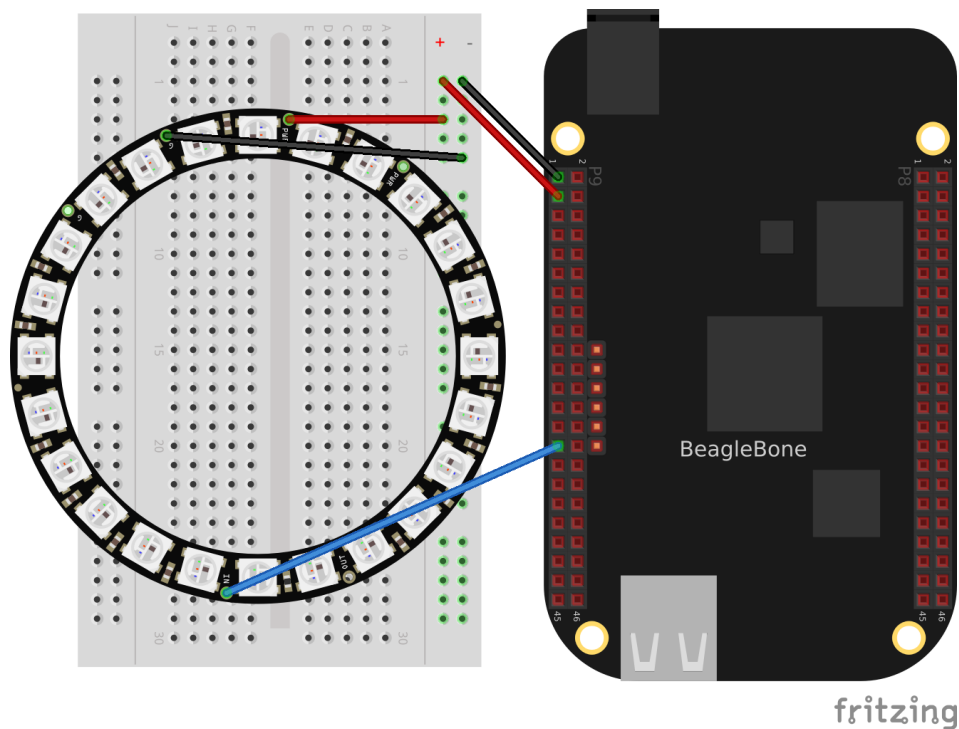 J I H G F E D C B A
+ -
1 1
10 10
15 15
20 20
30 30
G
PWR
PWR
G
IN
OUT
1 2
P9
1 2
P8
BeagleBone
45 46
45 46
fritzing